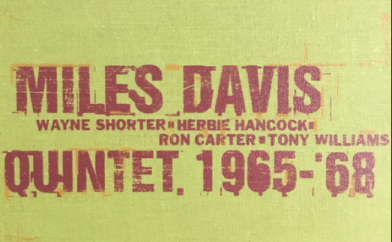 MILES DAVIS
WAYNE SHORTER▪HERBIE HANCOCK▪
RON CARTER▪TONY WILLIAMS
QUINTET, 1965-'68